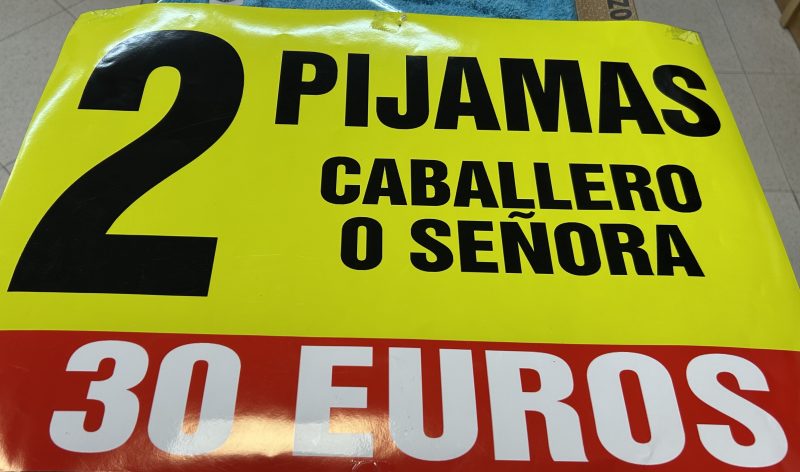 2 PIJAMAS
CABALLERO
O SEÑORA
30 EUROS